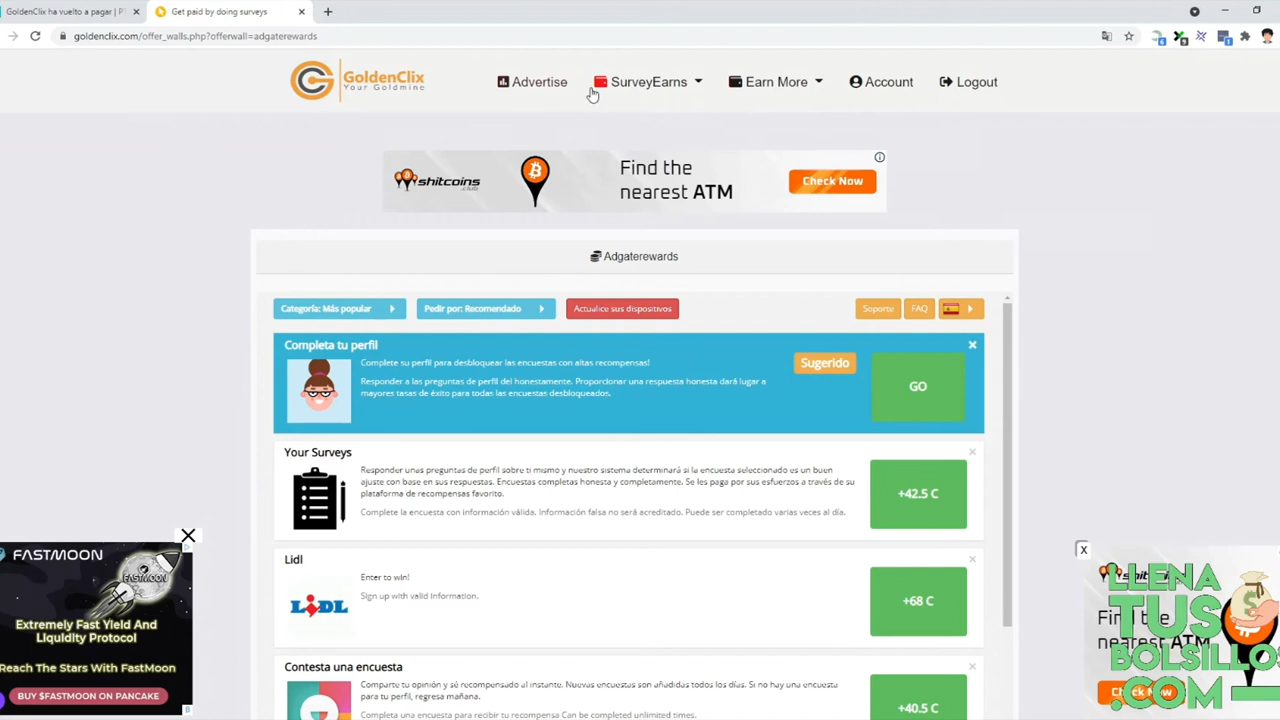 GoldenClix ha vuelto a pagar | P
Get paid by doing surveys
goldenclix.com/offer_walls.php?offerwall=adgaterewards
GoldenClix
Your Goldmine
Advertise
SurveyEarns
Earn More
Account
Logout
shitcoins.club
Find the
nearest ATM
Check Now
Adgaterewards
Categoría: Más popular
Pedir por: Recomendado
Actualice sus dispositivos
Soporte
FAQ
Completa tu perfil
Complete su perfil para desbloquear las encuestas con altas recompensas!
Responder a las preguntas de perfil del honestamente. Proporcionar una respuesta honesta dará lugar a
mayores tasas de éxito para todas las encuestas desbloqueados.
Sugerido
GO
Your Surveys
Responder unas preguntas de perfil sobre ti mismo y nuestro sistema determinará si la encuesta seleccionado es un buen
ajuste con base en sus respuestas. Encuestas completas honesta y completamente. Se les paga por sus esfuerzos a través de su
plataforma de recompensas favorito.
Complete la encuesta con información válida. Información falsa no será acreditado. Puede ser completado varias veces al día.
+42.5 C
Lidl
Enter to win!
Sign up with valid information.
LIDL
+68 C
Contesta una encuesta
Comparte tu opinión y sé recompensado al instante. Nuevas encuestas son añadidas todos los días. Si no hay una encuesta
para tu perfil, regresa mañana.
Completa una encuesta para recibir tu recompensa Can be completed unlimited times.
+40.5 C
FASTMOON
Extremely Fast Yield And
Liquidity Protocol
Reach The Stars With FastMoon
BUY $FASTMOON ON PANCAKE
X
LLENA
TUS
BOLSILLOS
.COM